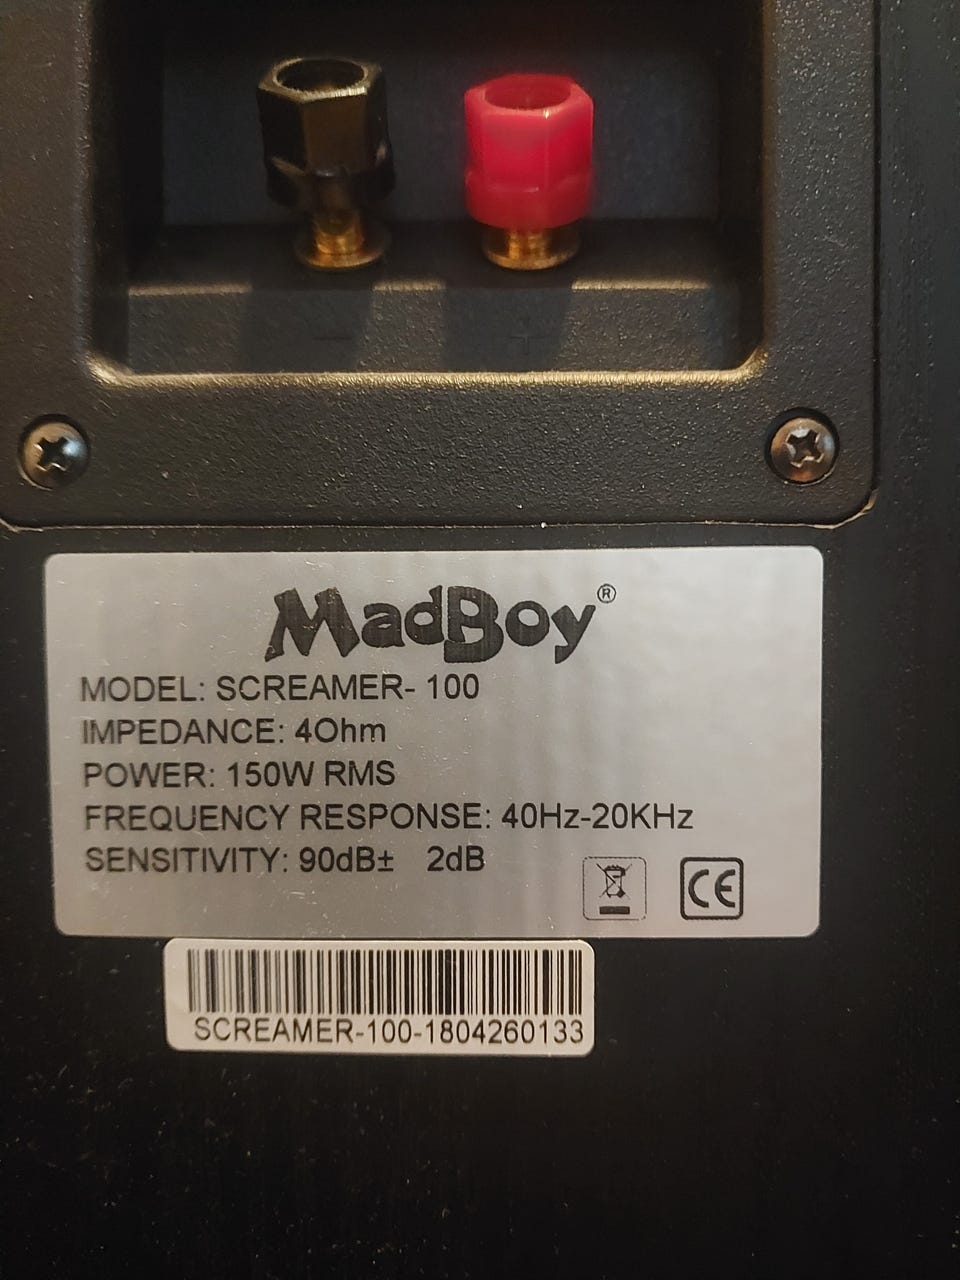 MadBoy®
MODEL: SCREAMER- 100
IMPEDANCE: 4Ohm
POWER: 150W RMS
FREQUENCY RESPONSE: 40Hz-20KHz
SENSITIVITY: 90dB± 2dB
CE
SCREAMER-100-1804260133